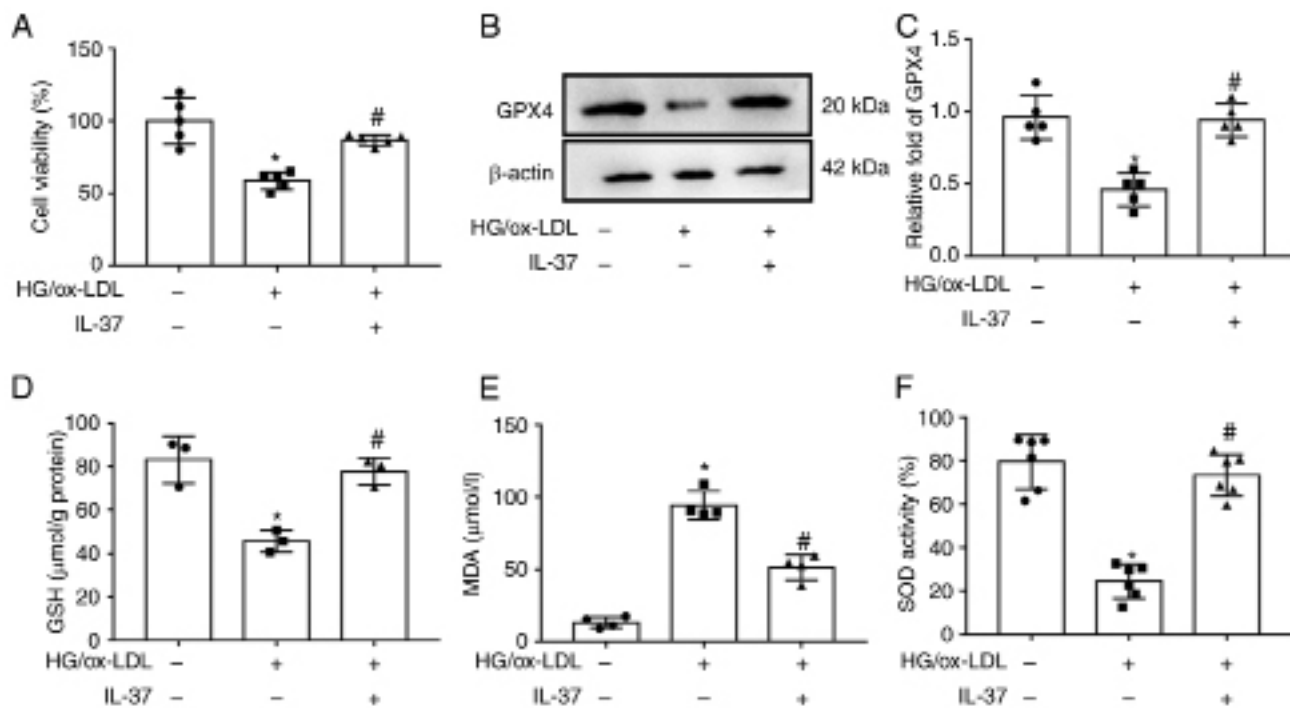 A
Cell viability (%)
150
100
50
0
*
#
HG/ox-LDL – + +
IL-37 – – +
B
GPX4 20 kDa
β-actin 42 kDa
HG/ox-LDL – + +
IL-37 – – +
C
Relative fold of GPX4
1.5
1.0
0.5
0.0
*
#
HG/ox-LDL – + +
IL-37 – – +
D
GSH (μmol/g protein)
100
80
60
40
20
0
*
#
HG/ox-LDL – + +
IL-37 – – +
E
MDA (μmol/l)
150
100
50
0
*
#
HG/ox-LDL – + +
IL-37 – – +
F
SOD activity (%)
100
80
60
40
20
0
*
#
HG/ox-LDL – + +
IL-37 – – +